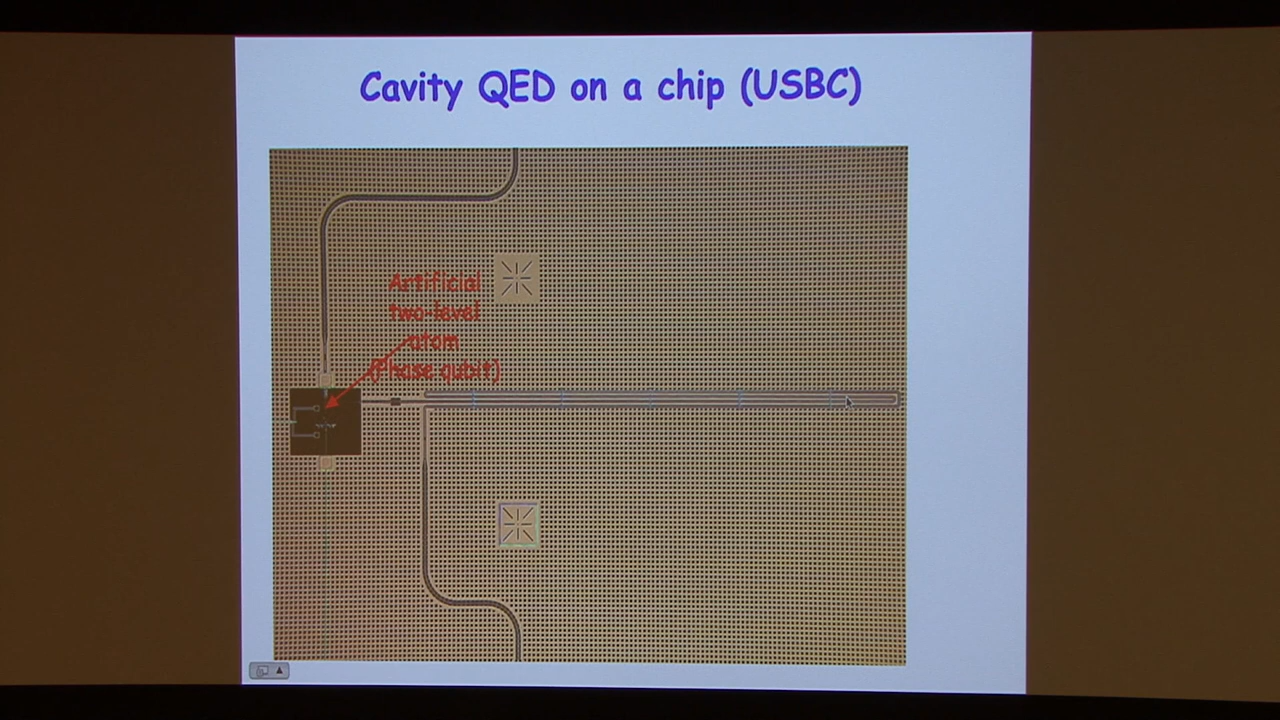 Cavity QED on a chip (USBC)
Artificial
two-level
atom
(Phase qubit)